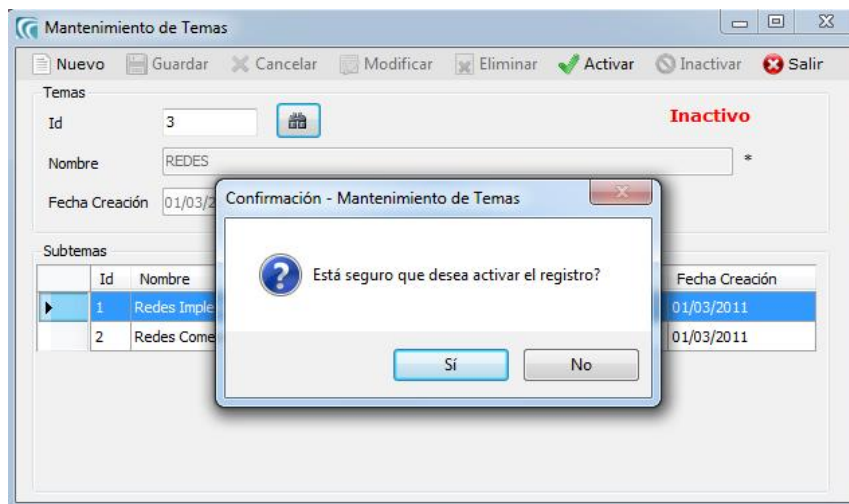 Mantenimiento de Temas
Nuevo Guardar Cancelar Modificar Eliminar Activar Inactivar Salir
Temas
Id 3 Inactivo
Nombre REDES *
Fecha Creación 01/03/2
Confirmación - Mantenimiento de Temas
Está seguro que desea activar el registro?
Sí No
Subtemas
Id Nombre Fecha Creación
1 Redes Imple 01/03/2011
2 Redes Come 01/03/2011